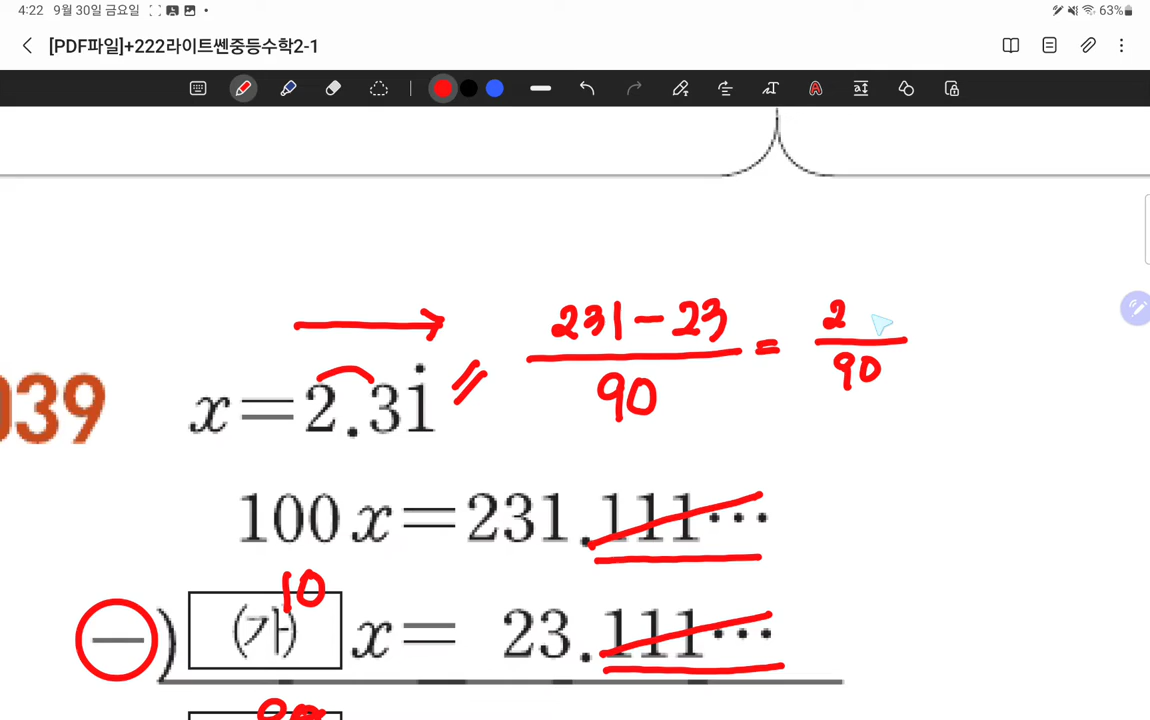 4:22 9월 30일 금요일 63%
[PDF파일]+222라이트쎈중등수학2-1
231-23 = 2
90 90
039
x=2.3i̇
100x=231.111…
10
−) (가) x= 23.111…